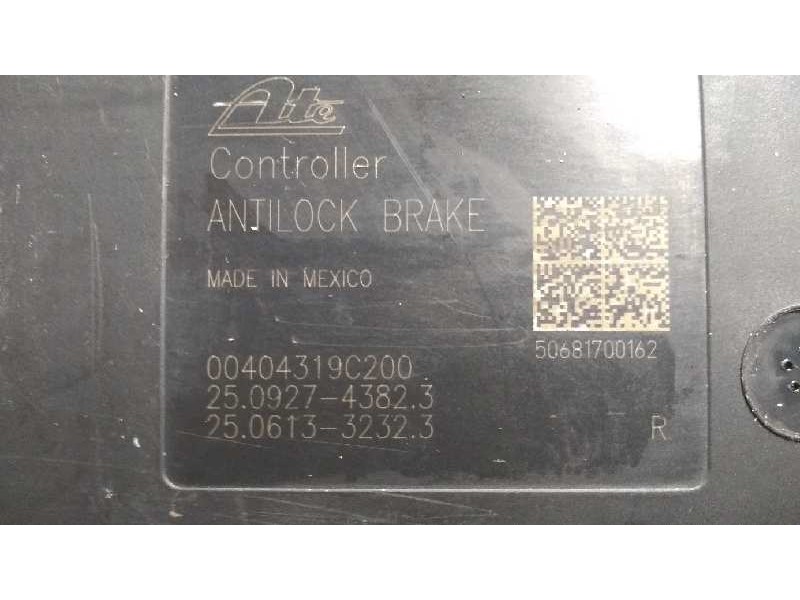 Ate
Controller
ANTILOCK BRAKE
MADE IN MEXICO
50681700162
00404319C200
25.0927-4382.3
25.0613-3232.3
R